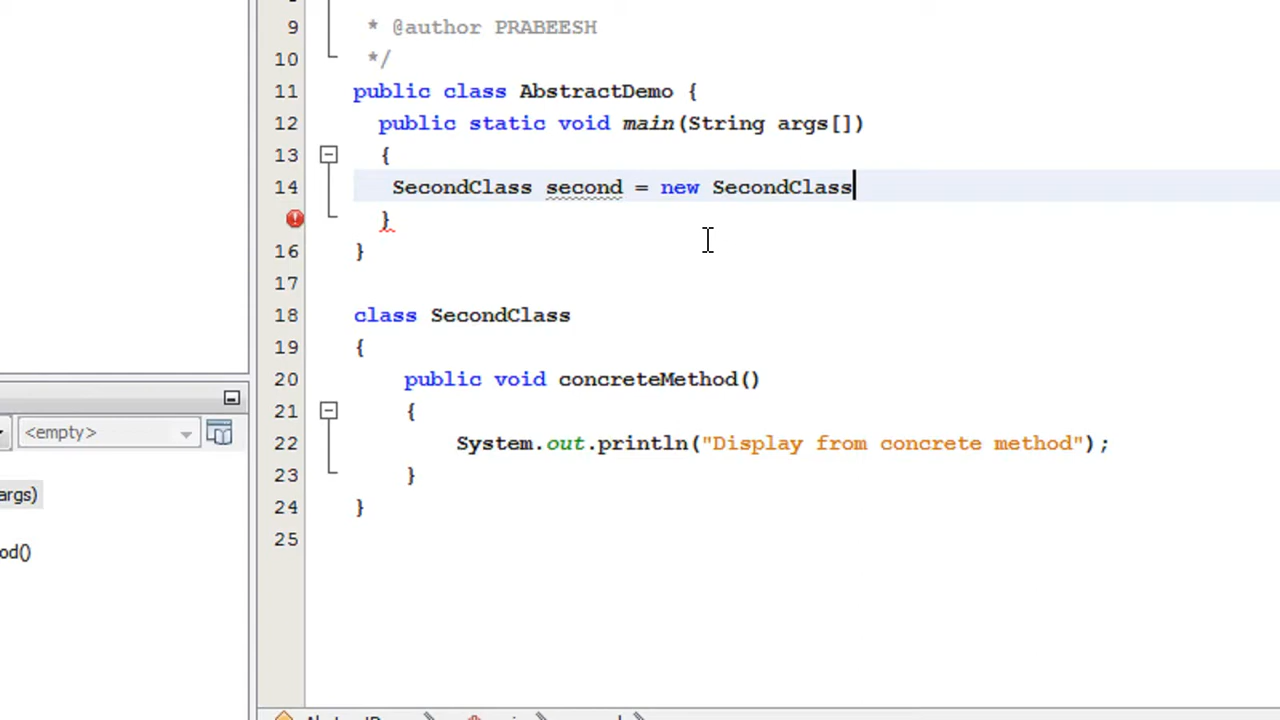 9 * @author PRABEESH
10 */
11 public class AbstractDemo {
12 public static void main(String args[])
13 {
14 SecondClass second = new SecondClass
}
16 }
17
18 class SecondClass
19 {
20 public void concreteMethod()
21 {
22 System.out.println("Display from concrete method");
23 }
24 }
25
<empty>
args)
od()